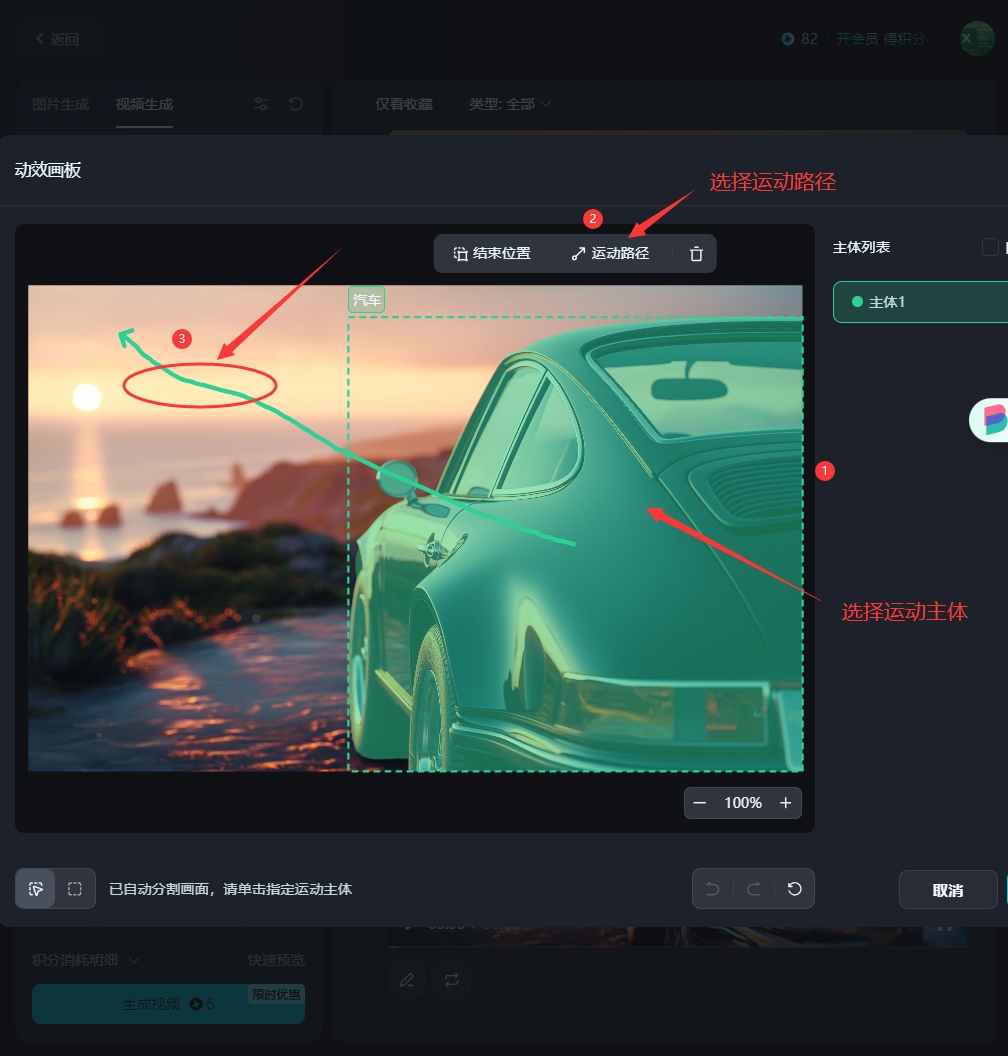 返回
82 开会员 得积分
图片生成 视频生成
仅看收藏 类型: 全部
动效画板
选择运动路径
2
结束位置 运动路径
主体列表
汽车
主体1
3
1
选择运动主体
100%
已自动分割画面，请单击指定运动主体
取消
积分消耗明细 快速预览
限时优惠
生成视频 6